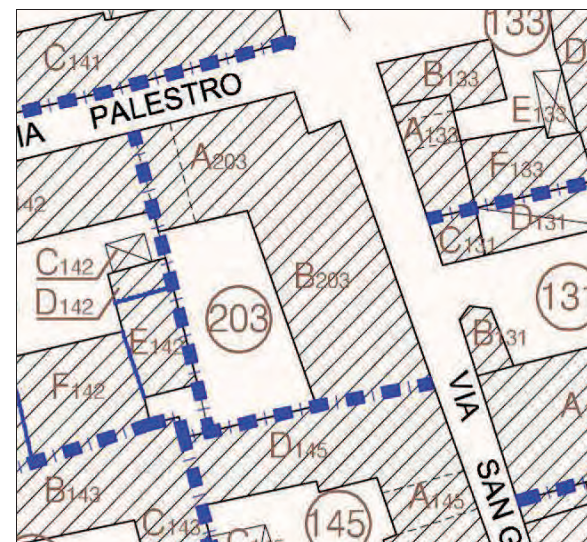 133
C141
D
B133
VIA PALESTRO
E133
A133
A203
F133
142
D131
C131
C142
B203
D142
203
131
B131
E142
F142
VIA SAN G
A
D145
B143
A145
C143
145